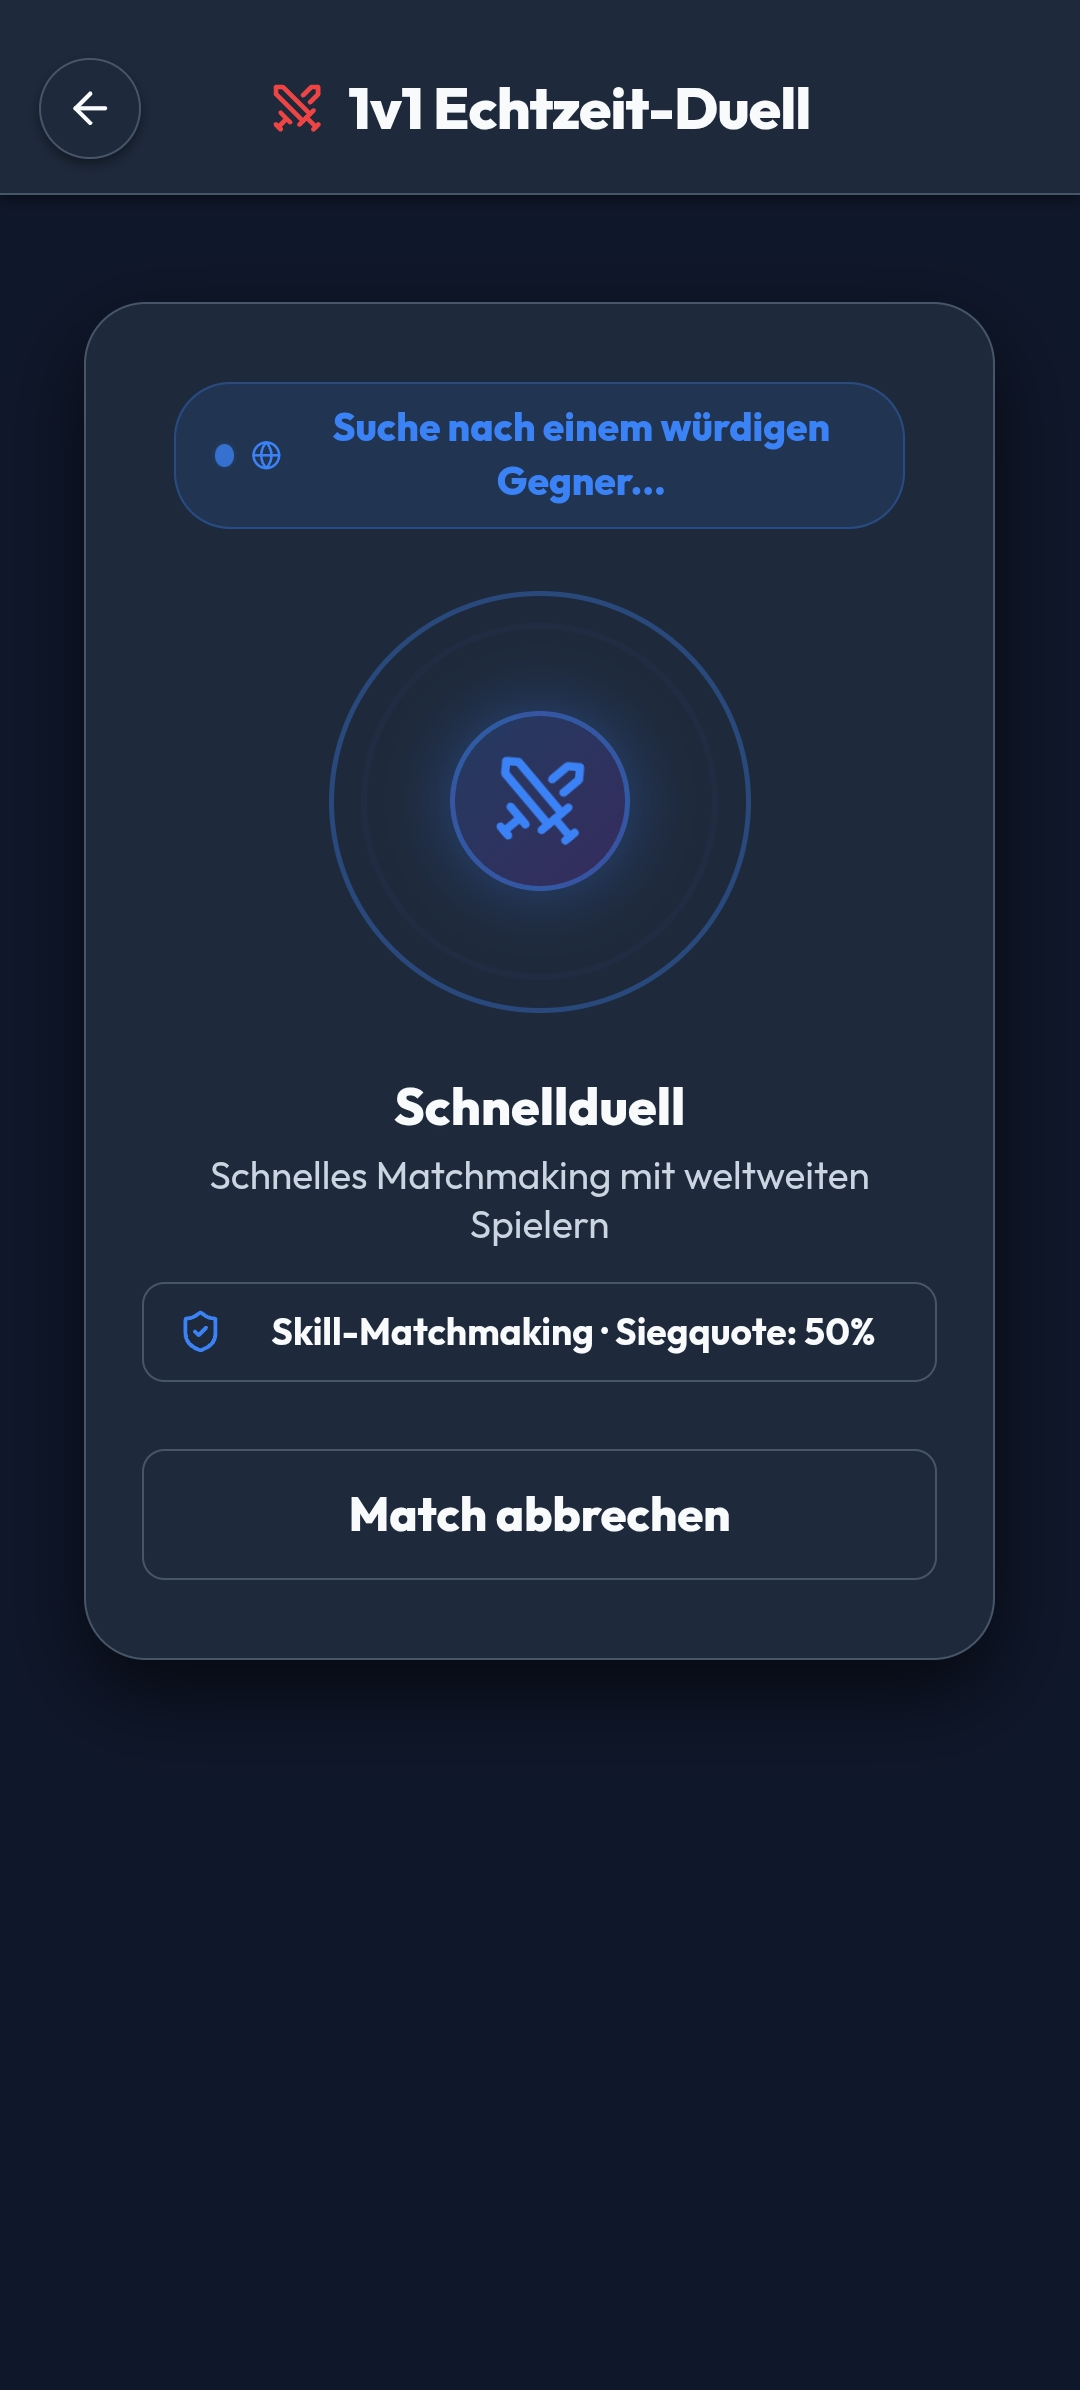 1v1 Echtzeit-Duell
Suche nach einem würdigen
Gegner...
Schnellduell
Schnelles Matchmaking mit weltweiten
Spielern
Skill-Matchmaking · Siegquote: 50%
Match abbrechen